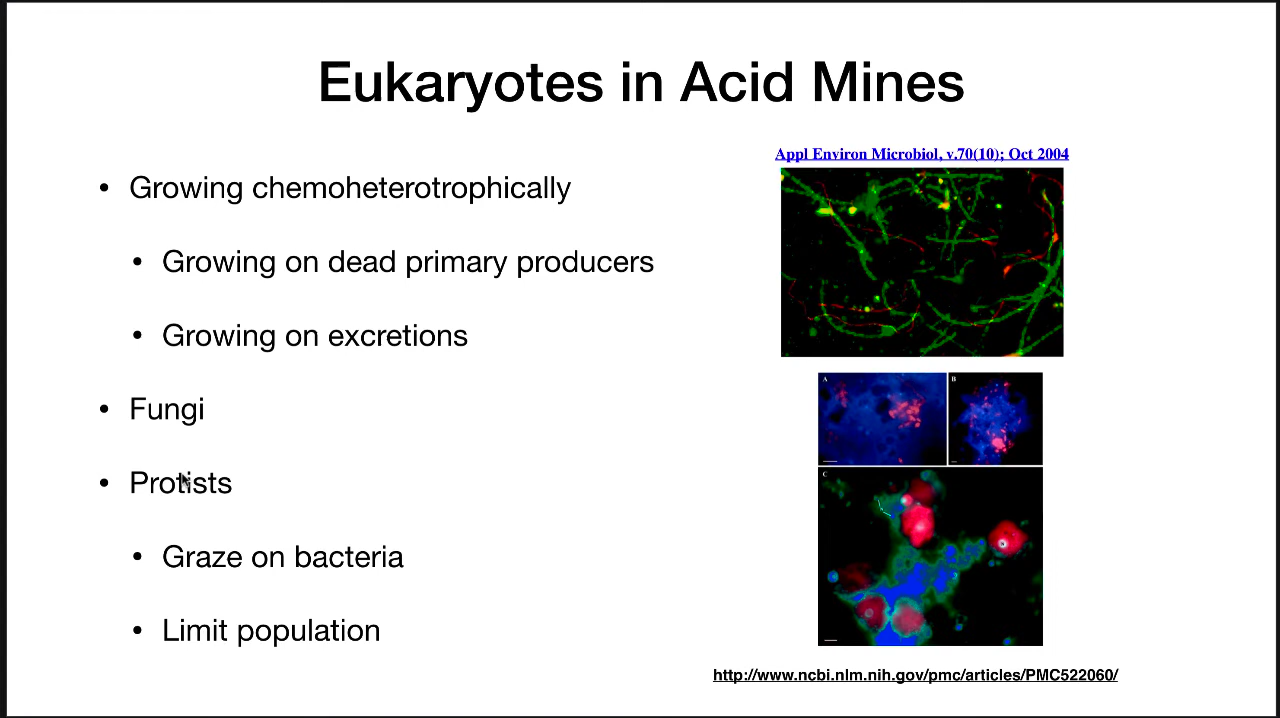 Eukaryotes in Acid Mines
Appl Environ Microbiol, v.70(10); Oct 2004
• Growing chemoheterotrophically
• Growing on dead primary producers
• Growing on excretions
• Fungi
• Protists
• Graze on bacteria
• Limit population
A
B
C
http://www.ncbi.nlm.nih.gov/pmc/articles/PMC522060/